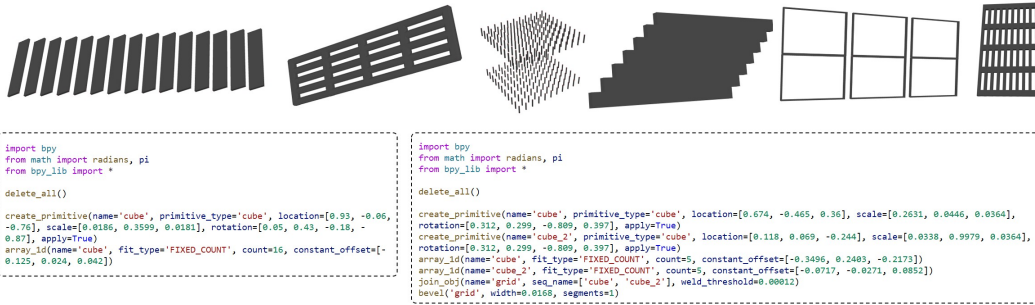 import bpy
from math import radians, pi
from bpy_lib import *
delete_all()
create_primitive(name='cube', primitive_type='cube', location=[0.93, -0.06,
-0.76], scale=[0.0186, 0.3599, 0.0181], rotation=[0.05, 0.43, -0.18, -
0.87], apply=True)
array_1d(name='cube', fit_type='FIXED_COUNT', count=16, constant_offset=[-
0.125, 0.024, 0.042])
import bpy
from math import radians, pi
from bpy_lib import *
delete_all()
create_primitive(name='cube', primitive_type='cube', location=[0.674, -0.465, 0.36], scale=[0.2631, 0.0446, 0.0364],
rotation=[0.312, 0.299, -0.809, 0.397], apply=True)
create_primitive(name='cube_2', primitive_type='cube', location=[0.118, 0.069, -0.244], scale=[0.0338, 0.9979, 0.0364],
rotation=[0.312, 0.299, -0.809, 0.397], apply=True)
array_1d(name='cube', fit_type='FIXED_COUNT', count=5, constant_offset=[-0.3496, 0.2403, -0.2173])
array_1d(name='cube_2', fit_type='FIXED_COUNT', count=5, constant_offset=[-0.0717, -0.0271, 0.0852])
join_obj(name='grid', seq_name=['cube', 'cube_2'], weld_threshold=0.00012)
bevel('grid', width=0.0168, segments=1)